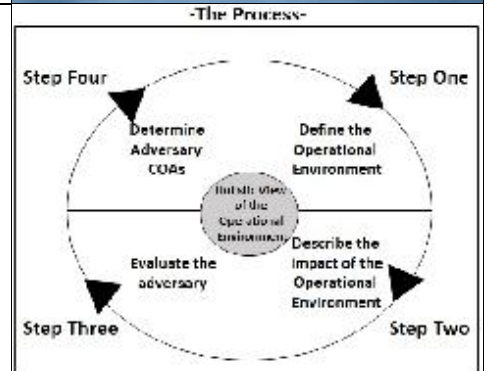 -The Process-
Step Four
Step One
Determine
Adversary
COAs
Define the
Operational
Environment
Holistic View
of the
Operational
Environment
Evaluate the
adversary
Describe the
Impact of the
Operational
Environment
Step Three
Step Two